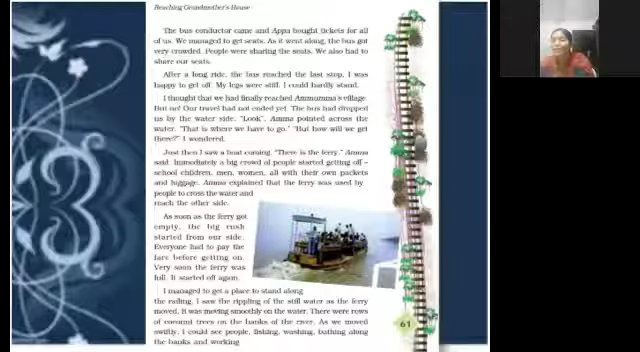 Reaching Grandmother's House
The bus conductor came and Appa bought tickets for all
of us. We managed to get seats. As it went along, the bus got
very crowded. People were sharing the seats. We also had to
share our seats.
After a long ride, the bus reached the last stop. I was
happy to get off. My legs were stiff. I could hardly stand.
I thought that we had finally reached Ammumma's village.
But no! Our travel had not ended yet. The bus had dropped
us by the water side. "Look", Amma pointed across the
water. "That is where we have to go." "But how will we get
there?" I wondered.
Just then I saw a boat coming. "There is the ferry," Amma
said. Immediately a big crowd of people started getting off –
school children, men, women, all with their own packets
and luggage. Amma explained that the ferry was used by
people to cross the water and
reach the other side.
As soon as the ferry got
empty, the big rush
started from our side.
Everyone had to pay the
fare before getting on.
Very soon the ferry was
full. It started off again.
I managed to get a place to stand along
the railing. I saw the rippling of the still water as the ferry
moved. It was moving smoothly on the water. There were rows
of coconut trees on the banks of the river. As we moved
swiftly, I could see people, fishing, washing, bathing along
the banks and working
61